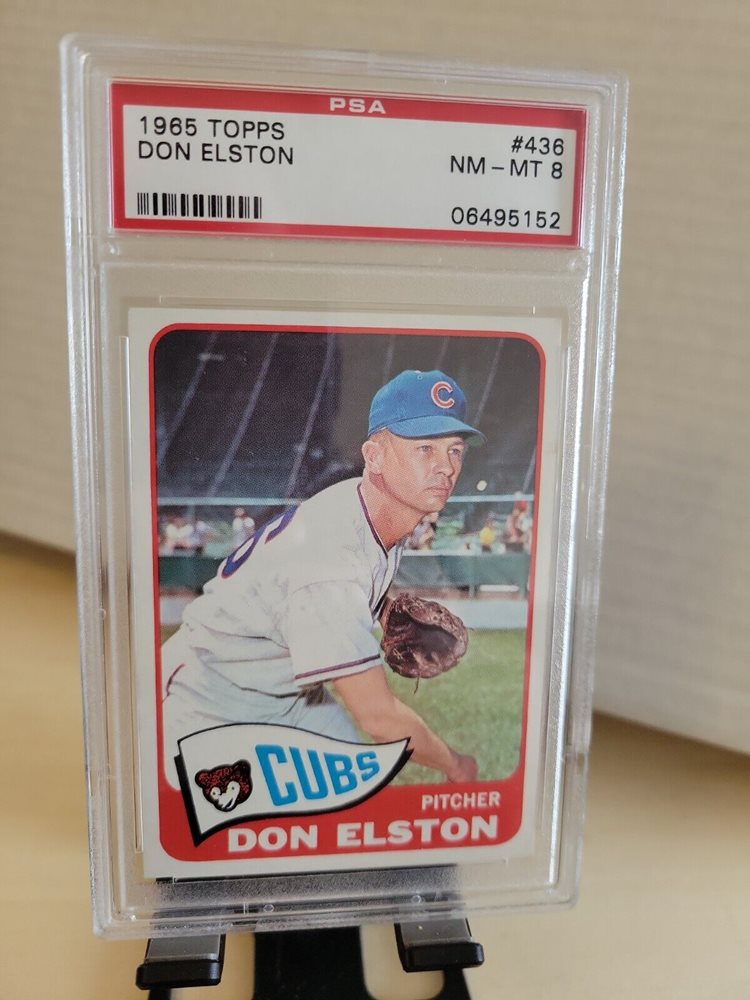 PSA
1965 TOPPS
#436
DON ELSTON
NM-MT 8
06495152
C
CUBS
PITCHER
DON ELSTON